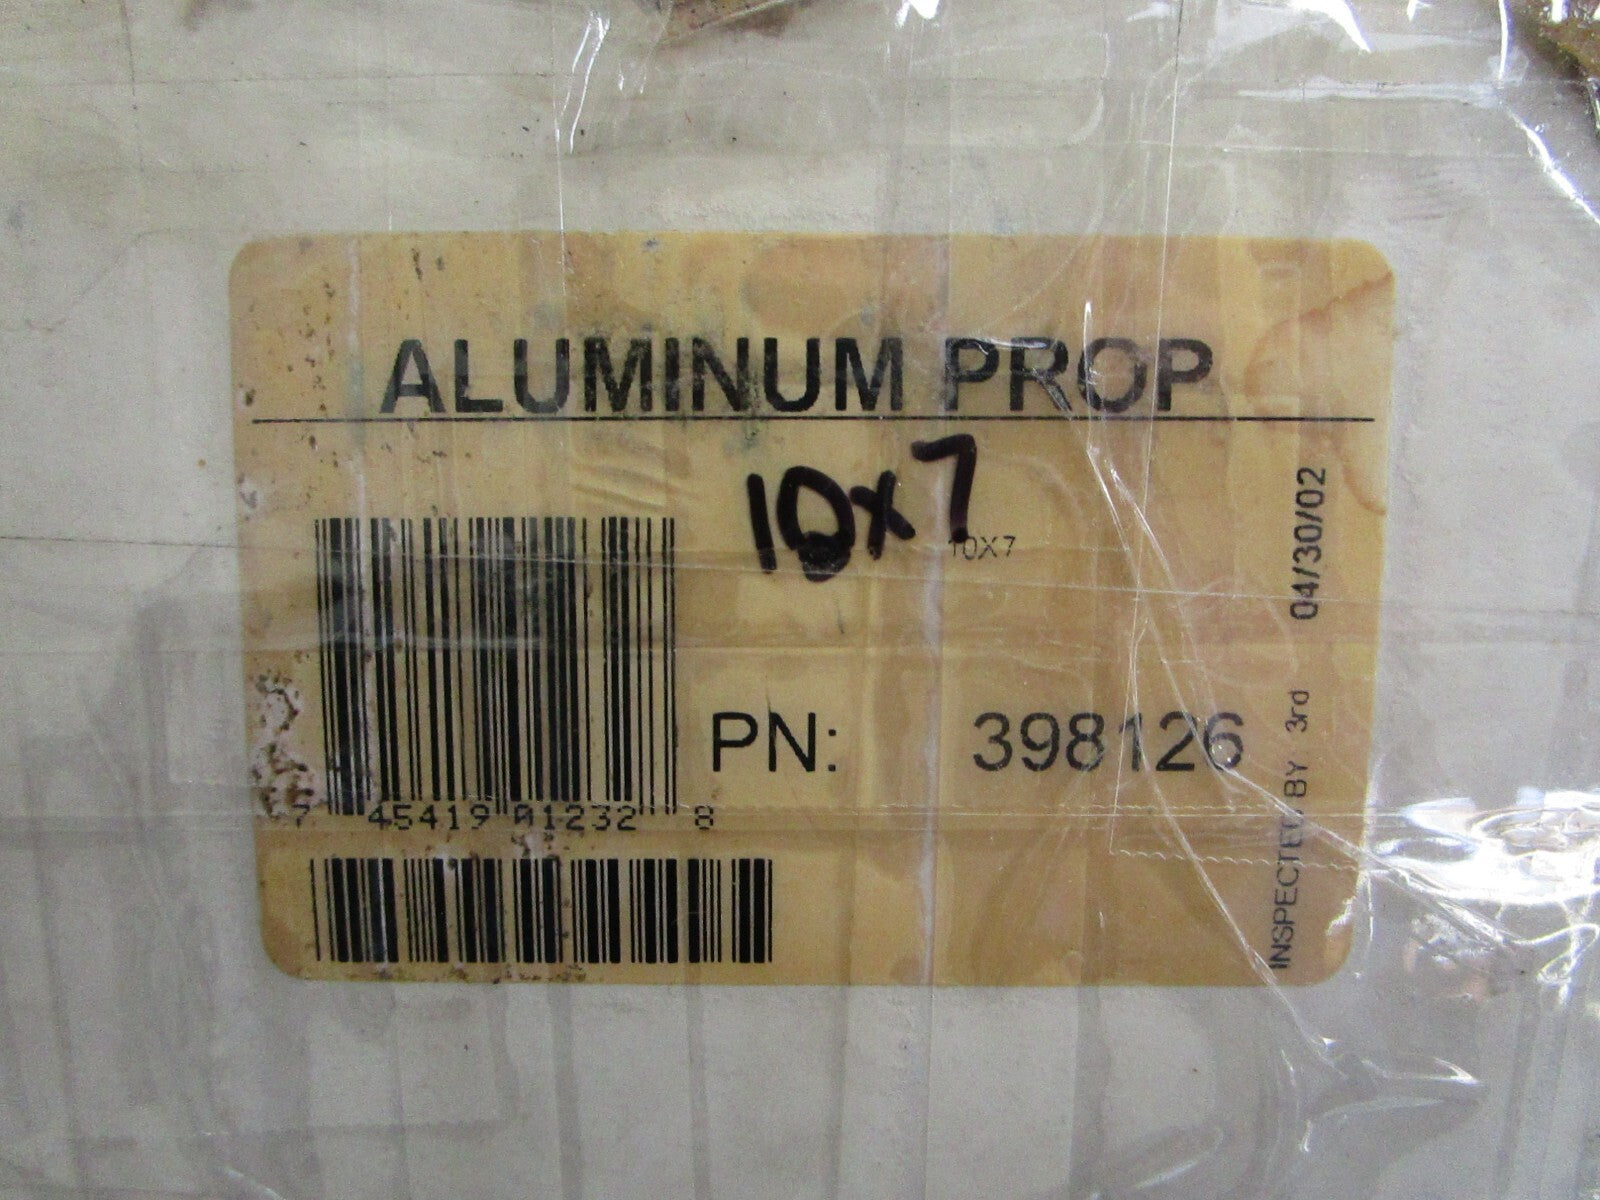 ALUMINUM PROP
10x7
10X7
PN: 398126
7 45419 01232 8
INSPECTED BY 3rd 04/30/02